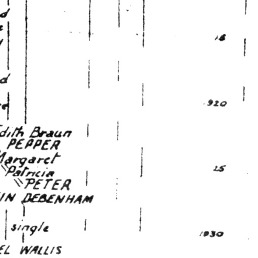 d
18
d
920
dith Braun
PEPPER
Margaret
Patricia
25
PETER
IN DEBENHAM
single
1930
EL WALLIS